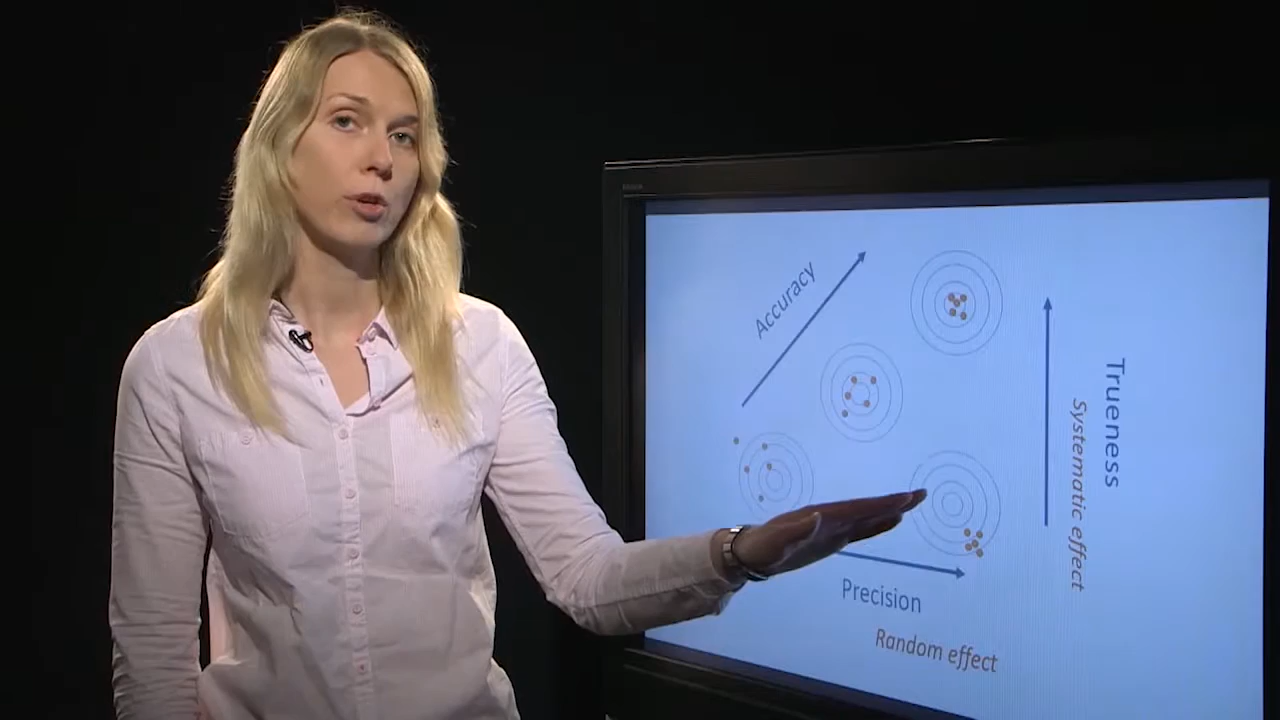 Accuracy
Trueness
Systematic effect
Precision
Random effect